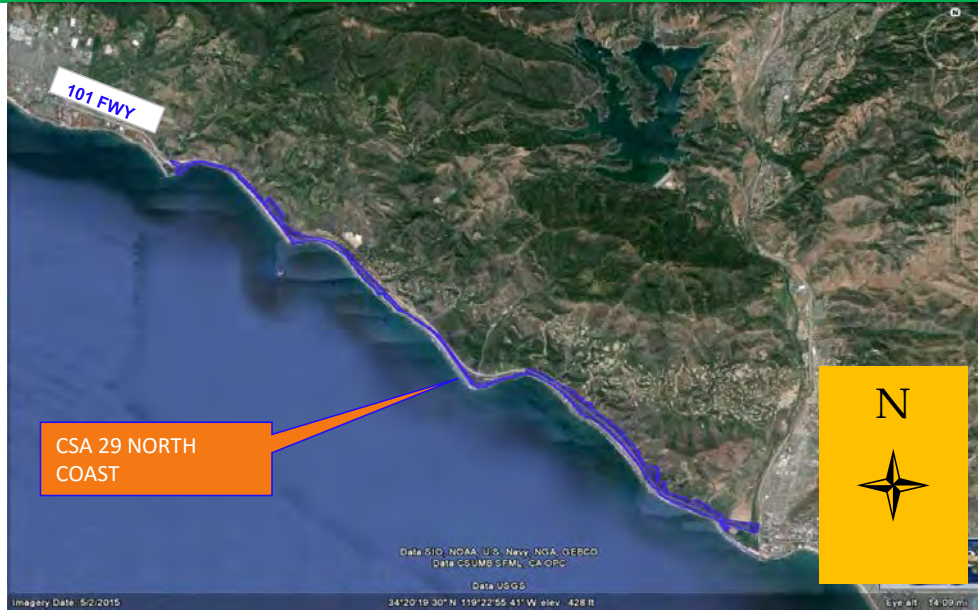 N
101 FWY
CSA 29 NORTH
COAST
N
Data SIO, NOAA, U.S. Navy, NGA, GEBCO
Data CSUMB SFML, CA OPC
Data USGS
Imagery Date: 5/2/2015 34°20'19.30" N 119°22'55.41" W elev 428 ft Eye alt 14.09 mi